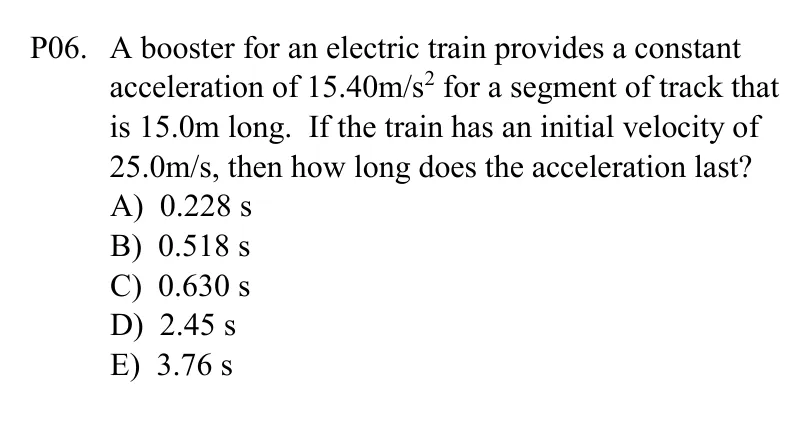 P06. A booster for an electric train provides a constant
acceleration of 15.40m/s² for a segment of track that
is 15.0m long. If the train has an initial velocity of
25.0m/s, then how long does the acceleration last?
A) 0.228 s
B) 0.518 s
C) 0.630 s
D) 2.45 s
E) 3.76 s